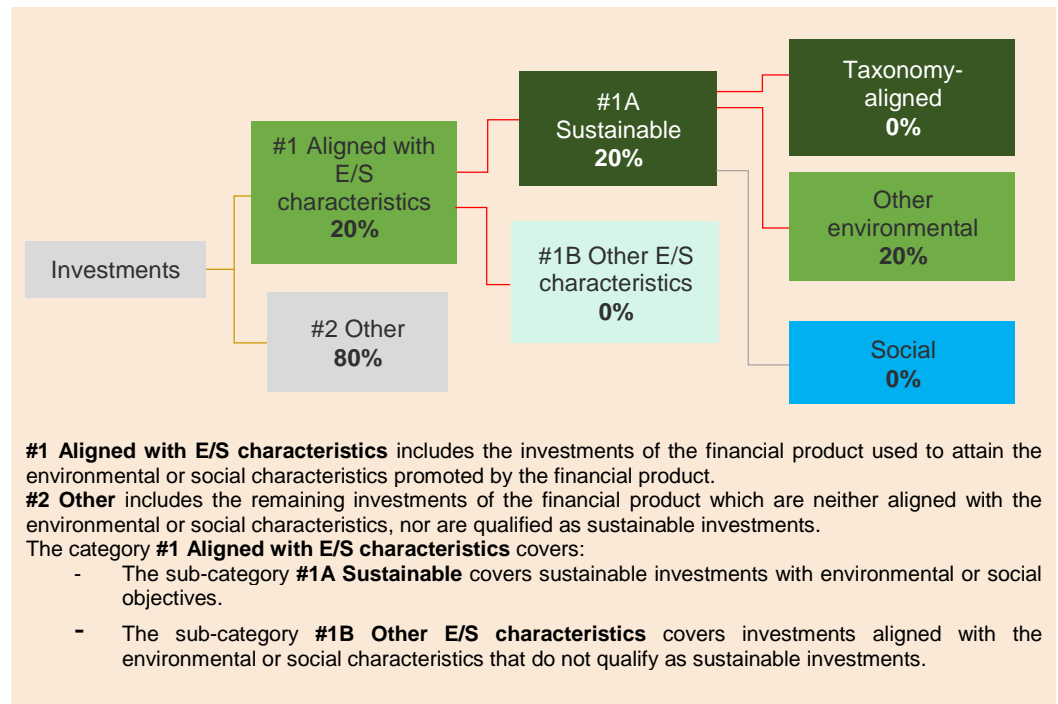 Investments
#1 Aligned with
E/S
characteristics
20%
#2 Other
80%
#1A
Sustainable
20%
#1B Other E/S
characteristics
0%
Taxonomy-
aligned
0%
Other
environmental
20%
Social
0%
#1 Aligned with E/S characteristics includes the investments of the financial product used to attain the
environmental or social characteristics promoted by the financial product.
#2 Other includes the remaining investments of the financial product which are neither aligned with the
environmental or social characteristics, nor are qualified as sustainable investments.
The category #1 Aligned with E/S characteristics covers:
- The sub-category #1A Sustainable covers sustainable investments with environmental or social
objectives.
- The sub-category #1B Other E/S characteristics covers investments aligned with the
environmental or social characteristics that do not qualify as sustainable investments.